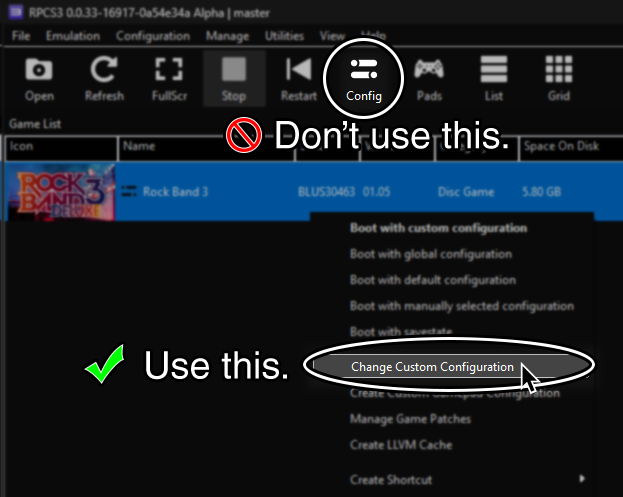 RPCS3 0.0.33-16917-0a54e34a Alpha | master
File Emulation Configuration Manage Utilities View Help
Open Refresh FullScr Stop Restart Config Pads List Grid
Game List
Don't use this.
Icon Name Space On Disk
ROCK BAND 3 DELUXE Rock Band 3 BLUS30463 01.05 Disc Game 5.80 GB
Boot with custom configuration
Boot with global configuration
Boot with default configuration
Boot with manually selected configuration
Boot with savestate
Use this.
Change Custom Configuration
Create Custom Gamepad Configuration
Manage Game Patches
Create LLVM Cache
Create Shortcut